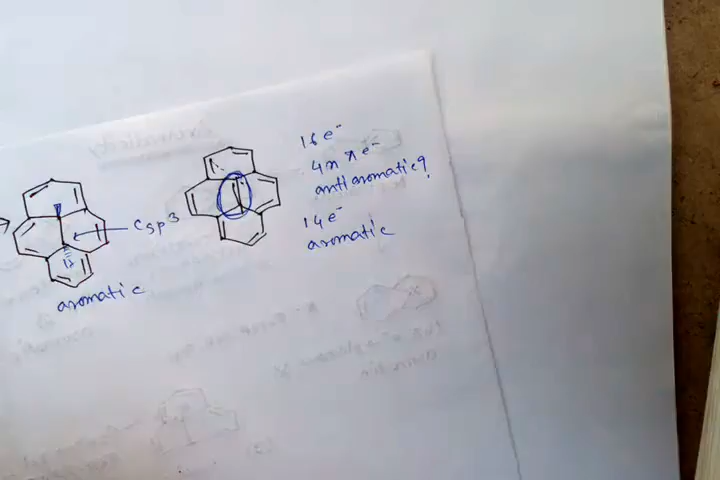 16 e⁻
4n π e⁻
antiaromatic?
14 e⁻
aromatic
Csp³
aromatic